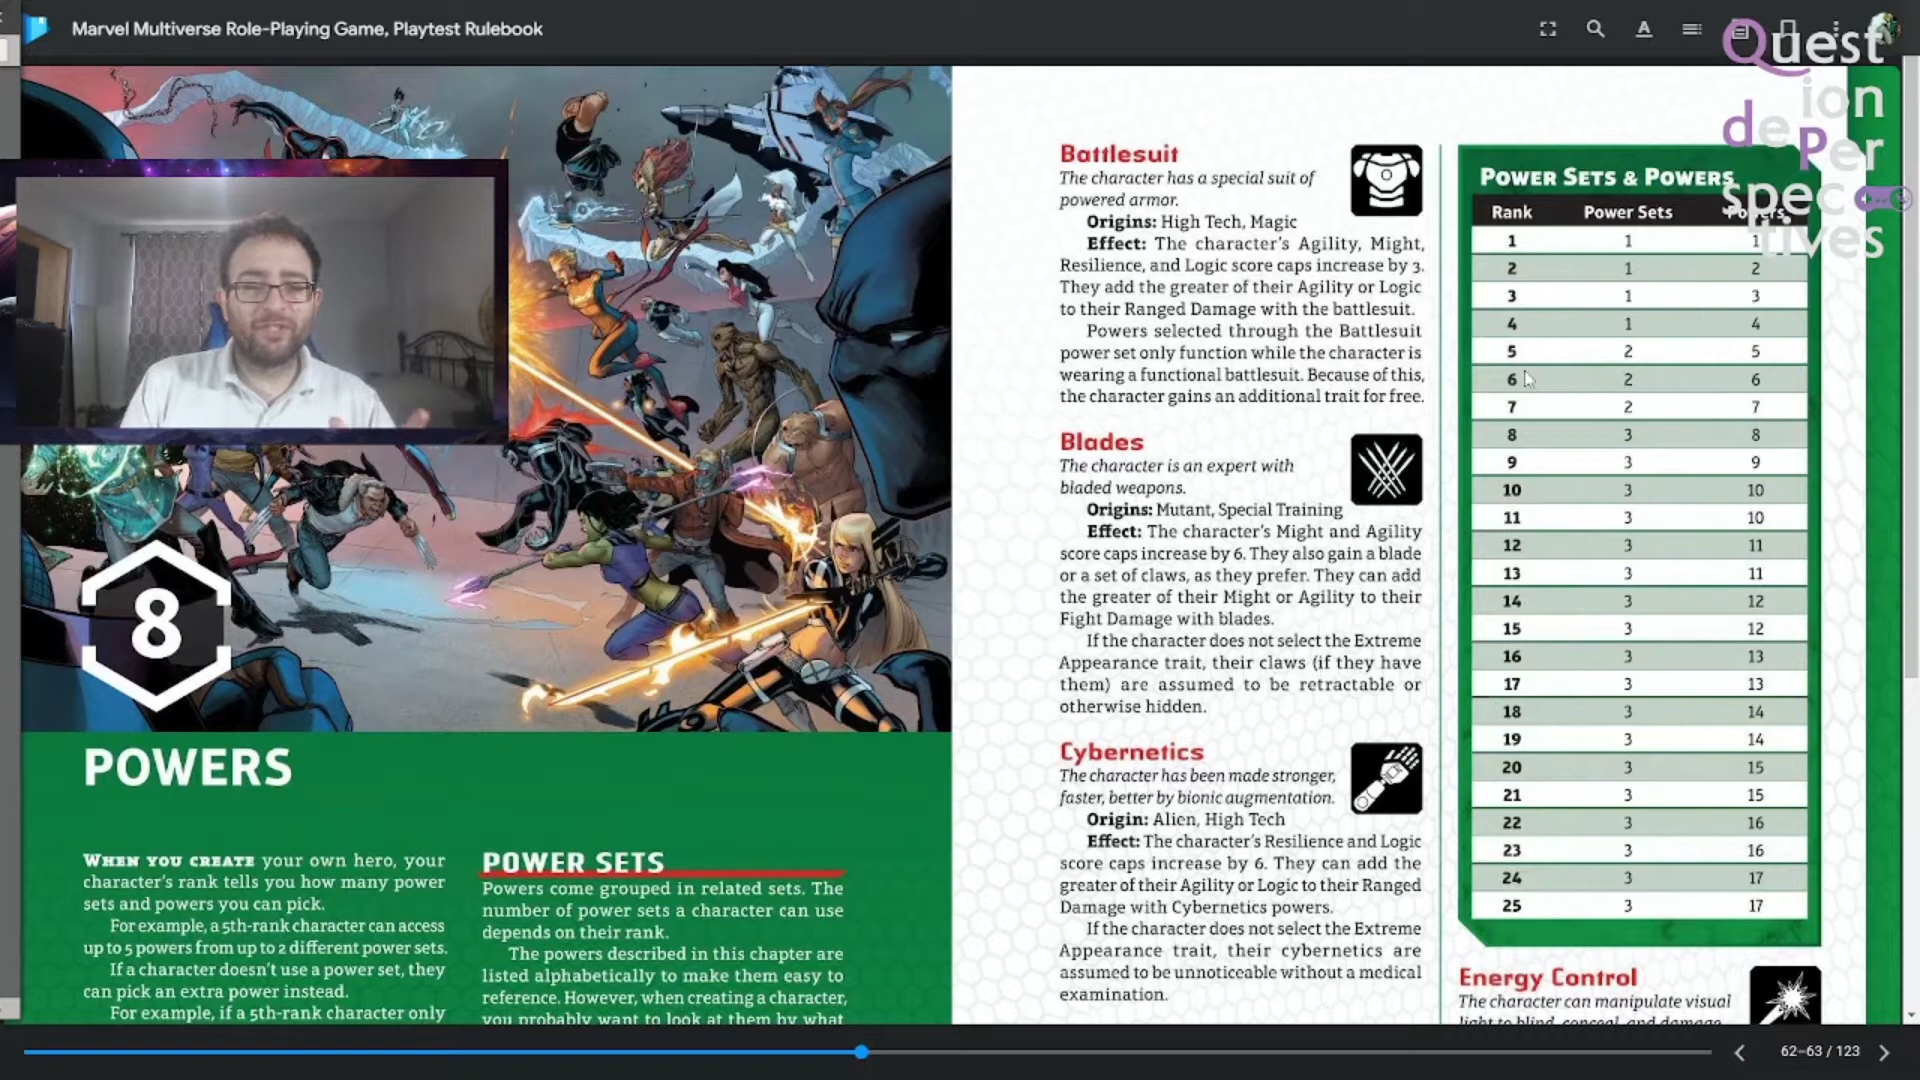 Marvel Multiverse Role-Playing Game, Playtest Rulebook
Quest
ion
de Per
spec
tives
8
POWERS
WHEN YOU CREATE your own hero, your
character's rank tells you how many power
sets and powers you can pick.
For example, a 5th-rank character can access
up to 5 powers from up to 2 different power sets.
If a character doesn't use a power set, they
can pick an extra power instead.
For example, if a 5th-rank character only
POWER SETS
Powers come grouped in related sets. The
number of power sets a character can use
depends on their rank.
The powers described in this chapter are
listed alphabetically to make them easy to
reference. However, when creating a character,
you probably want to look at them by what
Battlesuit
The character has a special suit of
powered armor.
Origins: High Tech, Magic
Effect: The character's Agility, Might,
Resilience, and Logic score caps increase by 3.
They add the greater of their Agility or Logic
to their Ranged Damage with the battlesuit.
Powers selected through the Battlesuit
power set only function while the character is
wearing a functional battlesuit. Because of this,
the character gains an additional trait for free.
Blades
The character is an expert with
bladed weapons.
Origins: Mutant, Special Training
Effect: The character's Might and Agility
score caps increase by 6. They also gain a blade
or a set of claws, as they prefer. They can add
the greater of their Might or Agility to their
Fight Damage with blades.
If the character does not select the Extreme
Appearance trait, their claws (if they have
them) are assumed to be retractable or
otherwise hidden.
Cybernetics
The character has been made stronger,
faster, better by bionic augmentation.
Origin: Alien, High Tech
Effect: The character's Resilience and Logic
score caps increase by 6. They can add the
greater of their Agility or Logic to their Ranged
Damage with Cybernetics powers.
If the character does not select the Extreme
Appearance trait, their cybernetics are
assumed to be unnoticeable without a medical
examination.
POWER SETS & POWERS
Rank Power Sets Powers
1 1 1
2 1 2
3 1 3
4 1 4
5 2 5
6 2 6
7 2 7
8 3 8
9 3 9
10 3 10
11 3 10
12 3 11
13 3 11
14 3 12
15 3 12
16 3 13
17 3 13
18 3 14
19 3 14
20 3 15
21 3 15
22 3 16
23 3 16
24 3 17
25 3 17
Energy Control
The character can manipulate visual
light to blind, conceal, and damage
62–63 / 123